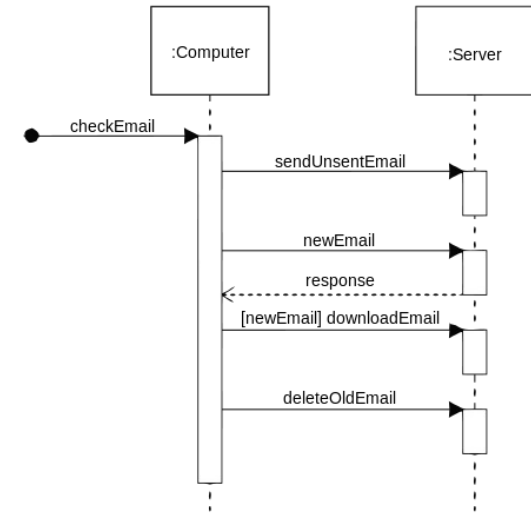 :Computer
:Server
checkEmail
sendUnsentEmail
newEmail
response
[newEmail] downloadEmail
deleteOldEmail